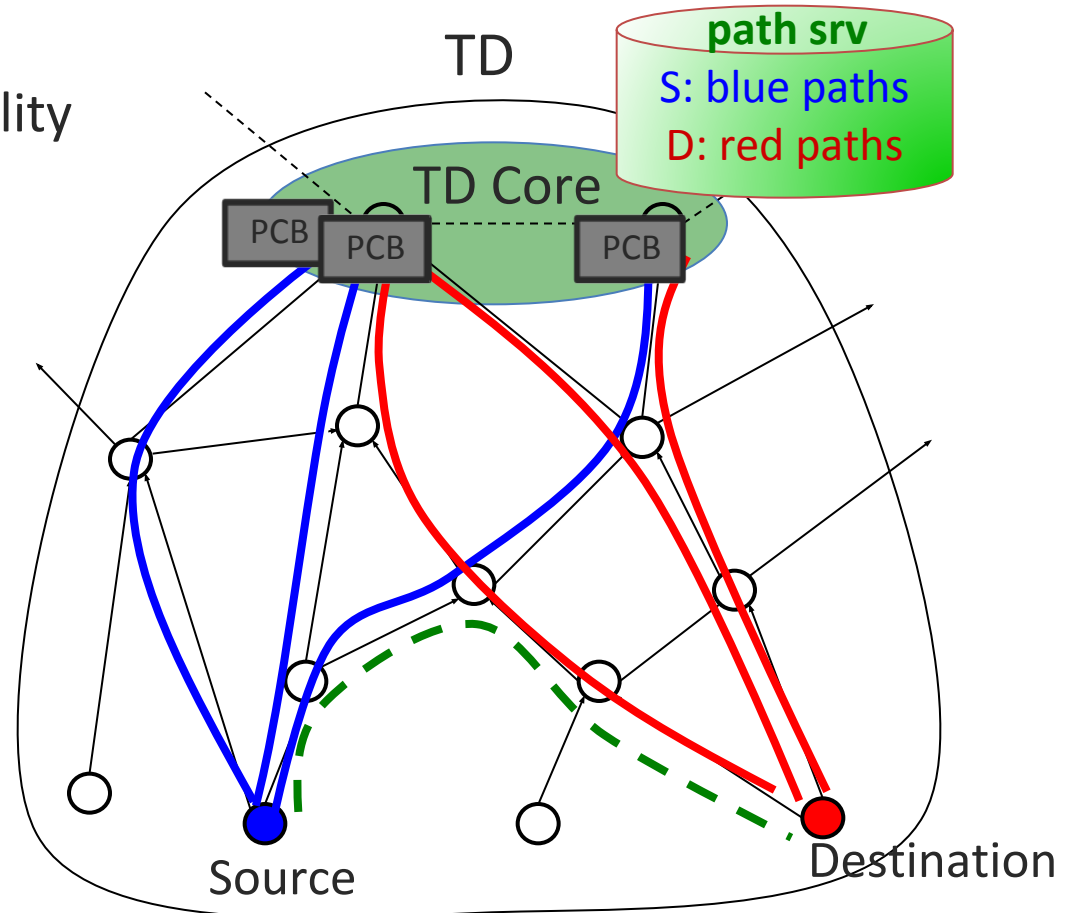 path srv
TD
S: blue paths
lity
D: red paths
TD Core
PCB
PCB
PCB
Destination
Source